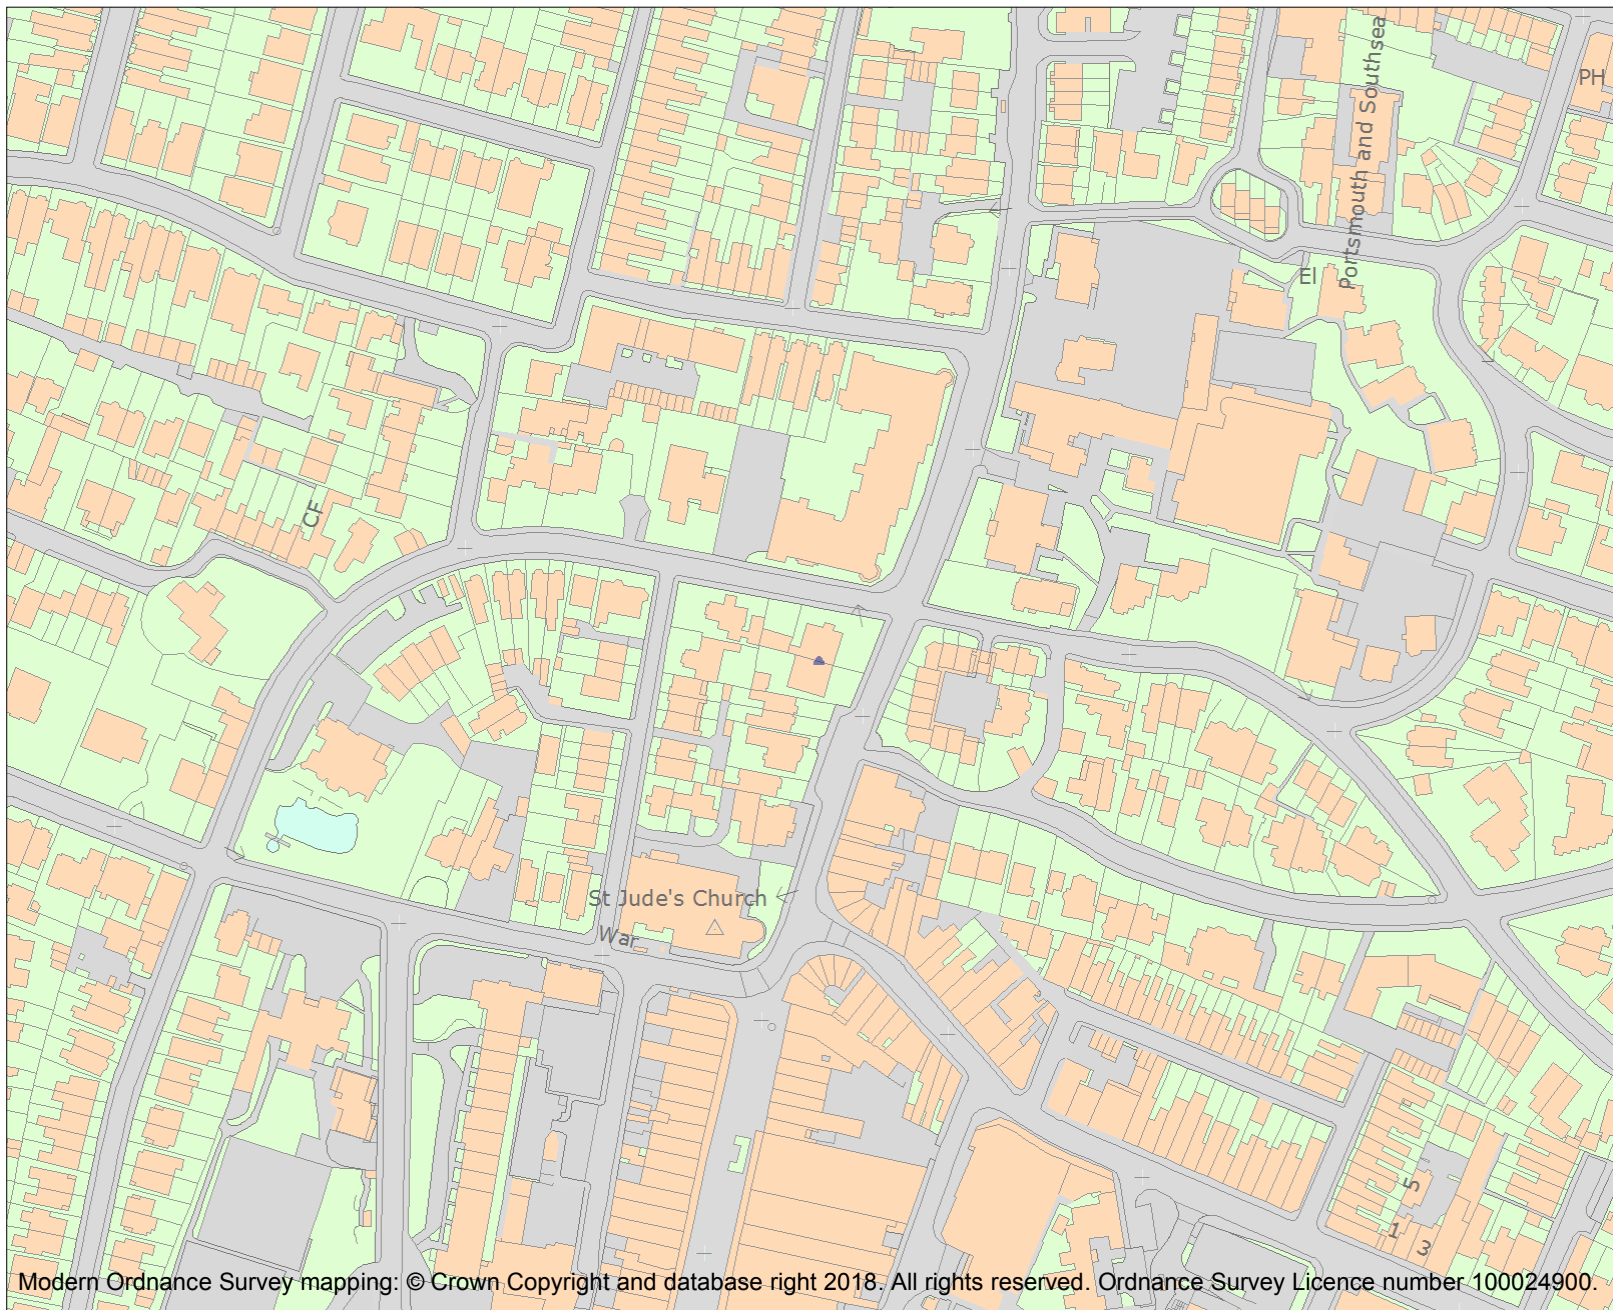 Portsmouth and Southsea
PH
El
CF
St Jude's Church
War
5
1
3
Modern Ordnance Survey mapping: © Crown Copyright and database right 2018. All rights reserved. Ordnance Survey Licence number 100024900.